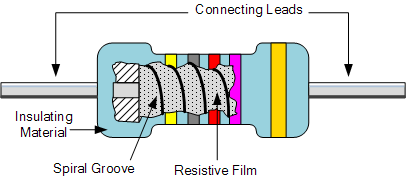 Connecting Leads
Insulating
Material
Spiral Groove
Resistive Film